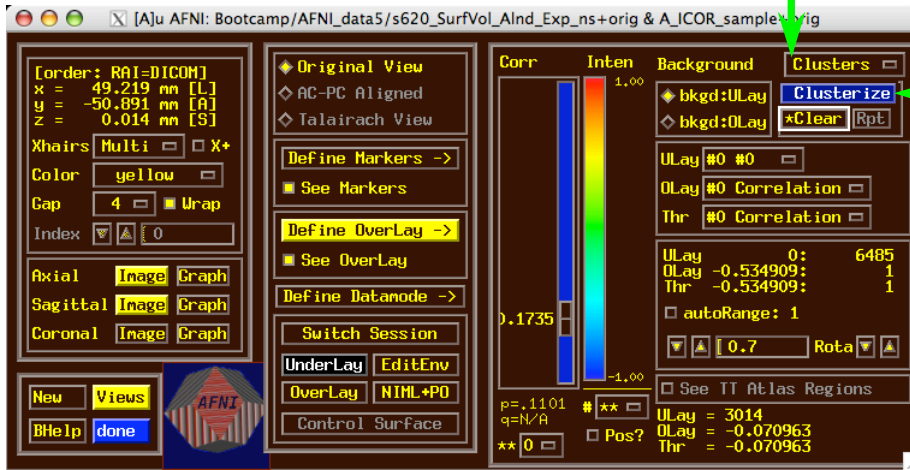 [A]u AFNI: Bootcamp/AFNI_data5/s620_SurfVol_Alnd_Exp_ns+orig & A_ICOR_sample+orig
[order: RAI=DICOM]
x = 49.219 mm [L]
y = -50.891 mm [A]
z = 0.014 mm [S]
Xhairs Multi X+
Color yellow
Gap 4 Wrap
Index 0
Axial Image Graph
Sagittal Image Graph
Coronal Image Graph
New Views
BHelp done
AFNI
Original View
AC-PC Aligned
Talairach View
Define Markers ->
See Markers
Define OverLay ->
See OverLay
Define Datamode ->
Switch Session
UnderLay EditEnv
OverLay NIML+PO
Control Surface
Corr Inten Background Clusters
1.00
bkgd:ULay Clusterize
bkgd:OLay *Clear Rpt
ULay #0 #0
OLay #0 Correlation
Thr #0 Correlation
ULay 0: 6485
OLay -0.534909: 1
Thr -0.534909: 1
autoRange: 1
0.7 Rota
0.1735
-1.00
See TT Atlas Regions
p=.1101 # **
q=N/A
** 0 Pos?
ULay = 3014
OLay = -0.070963
Thr = -0.070963